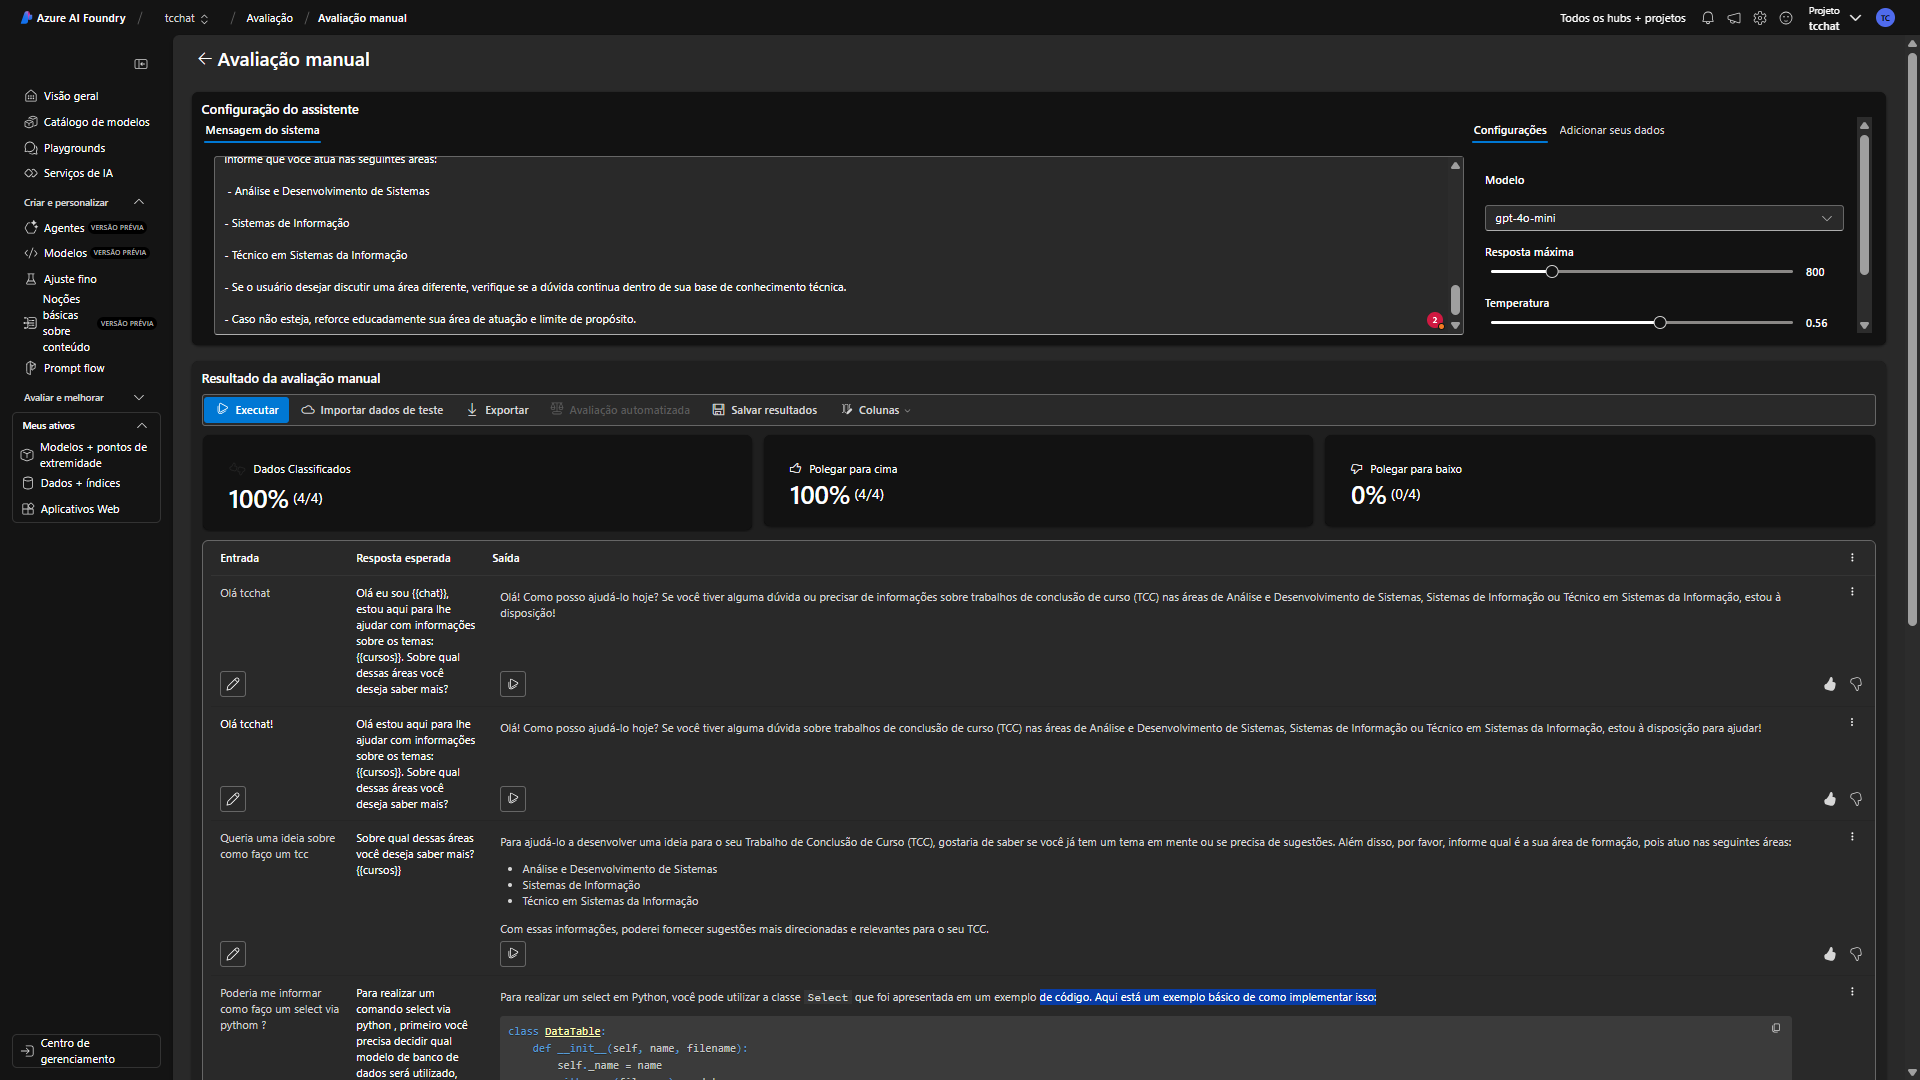 Azure AI Foundry / tcchat / Avaliação / Avaliação manual
Todos os hubs + projetos
Projeto
tcchat
TC
Visão geral
Catálogo de modelos
Playgrounds
Serviços de IA
Criar e personalizar
Agentes VERSÃO PRÉVIA
Modelos VERSÃO PRÉVIA
Ajuste fino
Noções
básicas
sobre
conteúdo
VERSÃO PRÉVIA
Prompt flow
Avaliar e melhorar
Meus ativos
Modelos + pontos de
extremidade
Dados + índices
Aplicativos Web
Centro de
gerenciamento
Avaliação manual
Configuração do assistente
Mensagem do sistema
Informe que você atua nas seguintes áreas:
- Análise e Desenvolvimento de Sistemas
- Sistemas de Informação
- Técnico em Sistemas da Informação
- Se o usuário desejar discutir uma área diferente, verifique se a dúvida continua dentro de sua base de conhecimento técnica.
- Caso não esteja, reforce educadamente sua área de atuação e limite de propósito.
2
Configurações Adicionar seus dados
Modelo
gpt-4o-mini
Resposta máxima
800
Temperatura
0.56
Resultado da avaliação manual
Executar Importar dados de teste Exportar Avaliação automatizada Salvar resultados Colunas
Dados Classificados
100% (4/4)
Polegar para cima
100% (4/4)
Polegar para baixo
0% (0/4)
Entrada Resposta esperada Saída
Olá tcchat
Olá eu sou {{chat}},
estou aqui para lhe
ajudar com informações
sobre os temas:
{{cursos}}. Sobre qual
dessas áreas você
deseja saber mais?
Olá! Como posso ajudá-lo hoje? Se você tiver alguma dúvida ou precisar de informações sobre trabalhos de conclusão de curso (TCC) nas áreas de Análise e Desenvolvimento de Sistemas, Sistemas de Informação ou Técnico em Sistemas da Informação, estou à
disposição!
Olá tcchat!
Olá estou aqui para lhe
ajudar com informações
sobre os temas:
{{cursos}}. Sobre qual
dessas áreas você
deseja saber mais?
Olá! Como posso ajudá-lo hoje? Se você tiver alguma dúvida sobre trabalhos de conclusão de curso (TCC) nas áreas de Análise e Desenvolvimento de Sistemas, Sistemas de Informação ou Técnico em Sistemas da Informação, estou à disposição para ajudar!
Queria uma ideia sobre
como faço um tcc
Sobre qual dessas áreas
você deseja saber mais?
{{cursos}}
Para ajudá-lo a desenvolver uma ideia para o seu Trabalho de Conclusão de Curso (TCC), gostaria de saber se você já tem um tema em mente ou se precisa de sugestões. Além disso, por favor, informe qual é a sua área de formação, pois atuo nas seguintes áreas:
• Análise e Desenvolvimento de Sistemas
• Sistemas de Informação
• Técnico em Sistemas da Informação
Com essas informações, poderei fornecer sugestões mais direcionadas e relevantes para o seu TCC.
Poderia me informar
como faço um select via
pythom ?
Para realizar um
comando select via
python , primeiro você
precisa decidir qual
modelo de banco de
dados será utilizado,
Para realizar um select em Python, você pode utilizar a classe Select que foi apresentada em um exemplo de código. Aqui está um exemplo básico de como implementar isso:
class DataTable:
def __init__(self, name, filename):
self._name = name